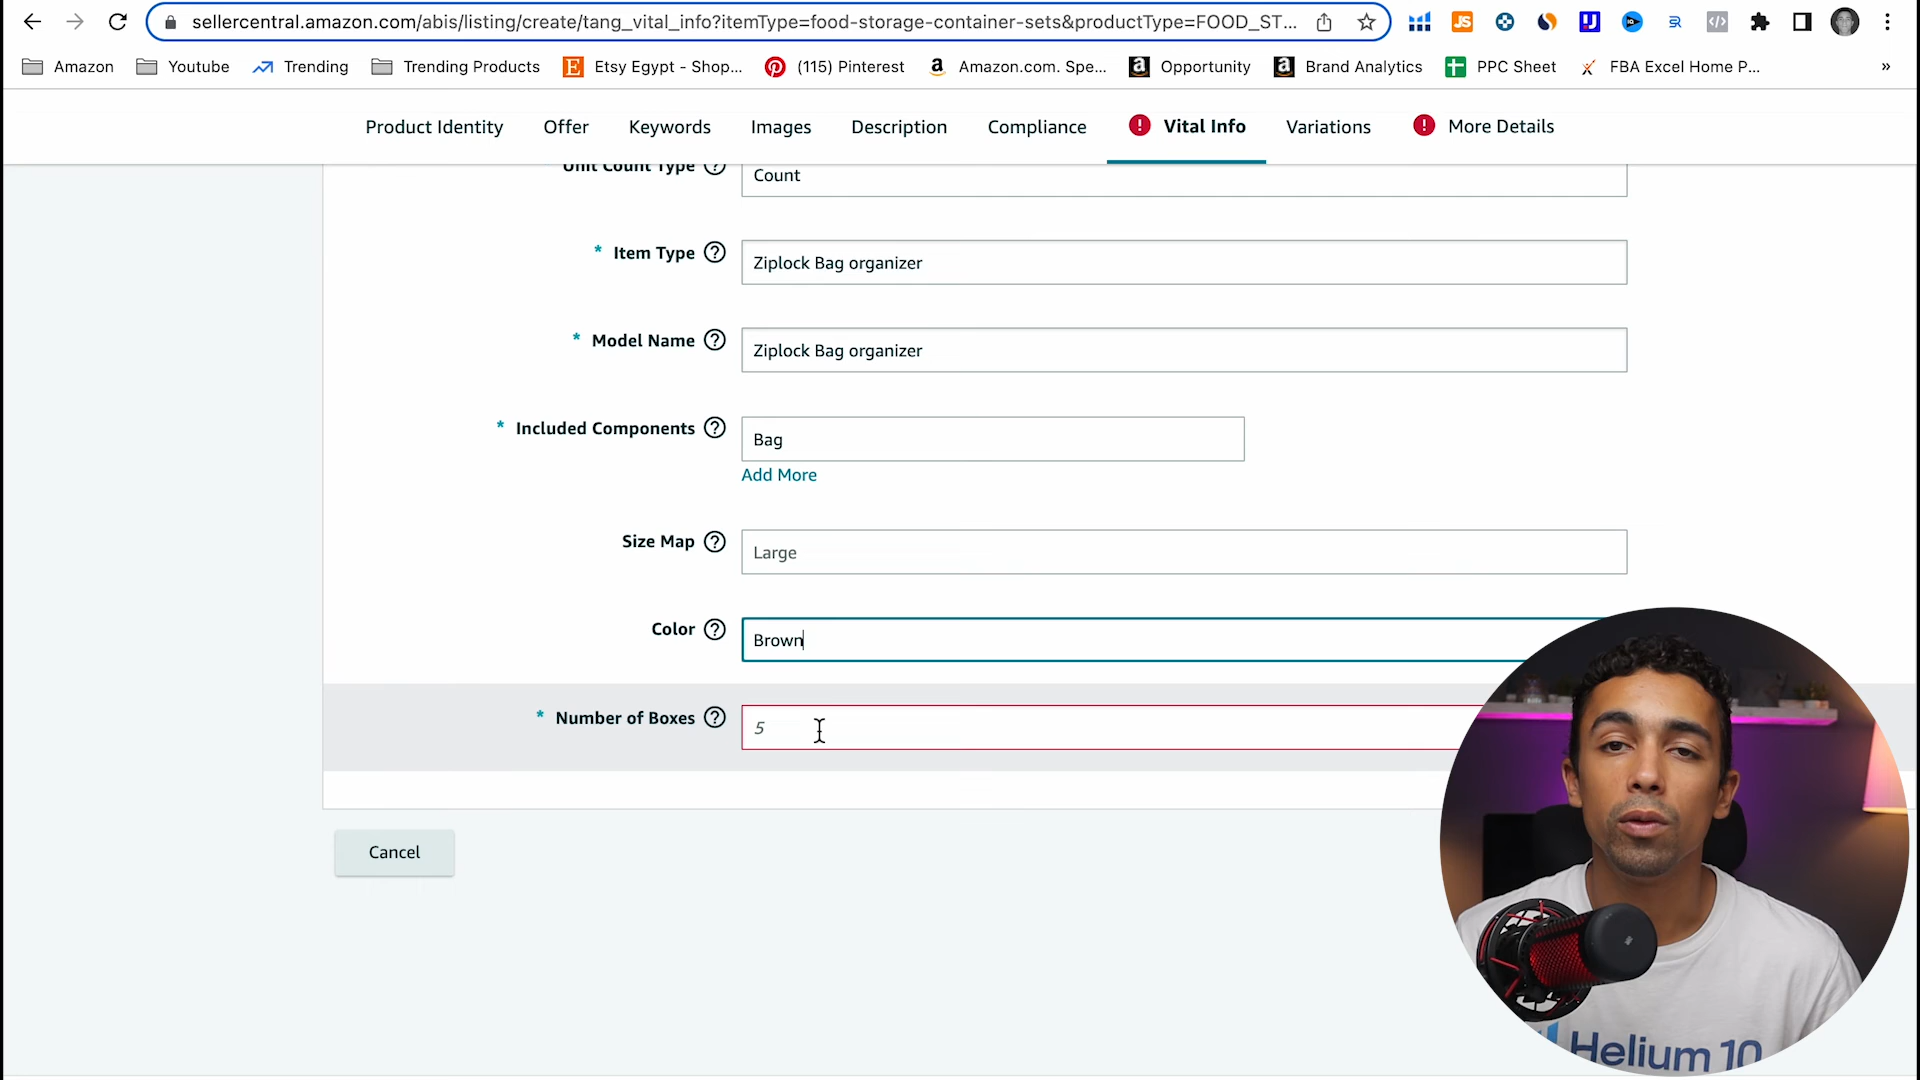 sellercentral.amazon.com/abis/listing/create/tang_vital_info?itemType=food-storage-container-sets&productType=FOOD_ST...
Amazon Youtube Trending Trending Products Etsy Egypt - Shop... (115) Pinterest Amazon.com. Spe... Opportunity Brand Analytics PPC Sheet FBA Excel Home P... »
Product Identity Offer Keywords Images Description Compliance Vital Info Variations More Details
Unit Count Type Count
* Item Type Ziplock Bag organizer
* Model Name Ziplock Bag organizer
* Included Components Bag
Add More
Size Map Large
Color Brown
* Number of Boxes 5
Cancel
Helium 10